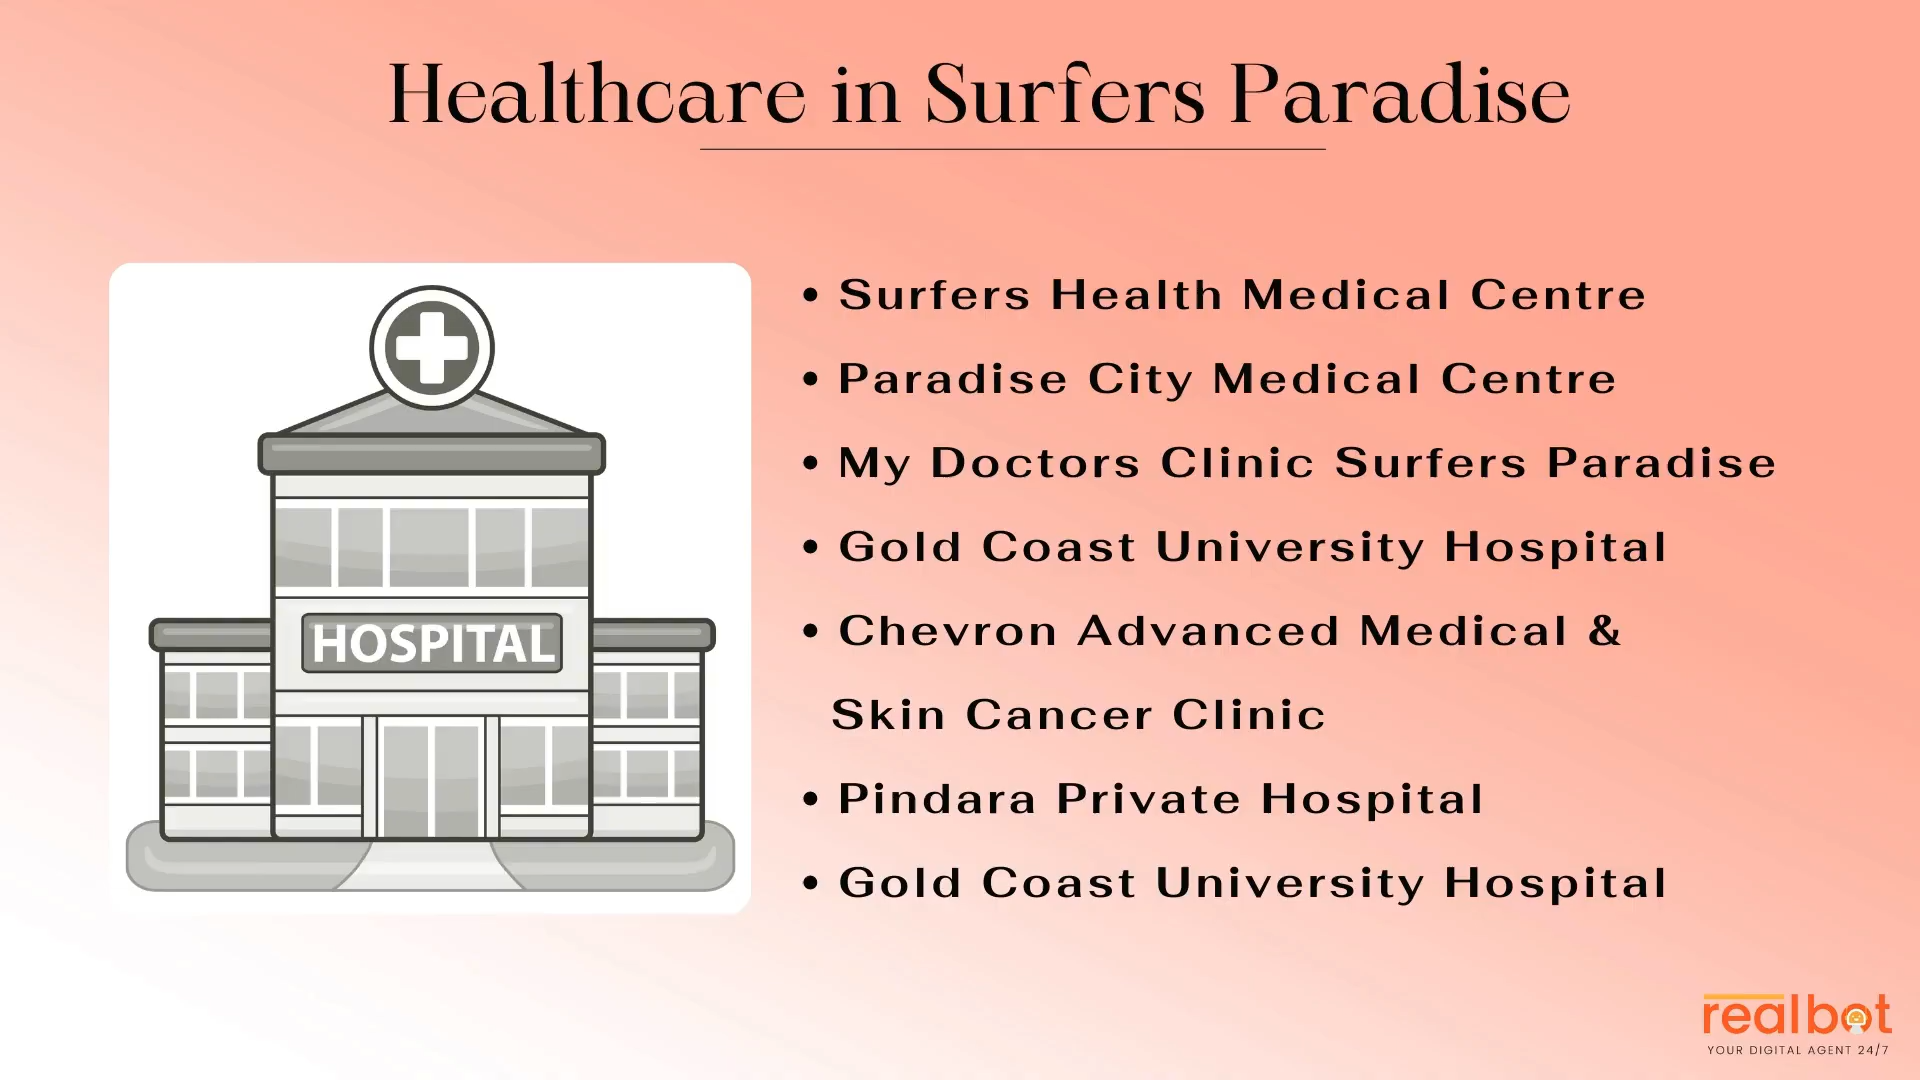 Healthcare in Surfers Paradise
HOSPITAL
• Surfers Health Medical Centre
• Paradise City Medical Centre
• My Doctors Clinic Surfers Paradise
• Gold Coast University Hospital
• Chevron Advanced Medical &
Skin Cancer Clinic
• Pindara Private Hospital
• Gold Coast University Hospital
realbot
YOUR DIGITAL AGENT 24/7